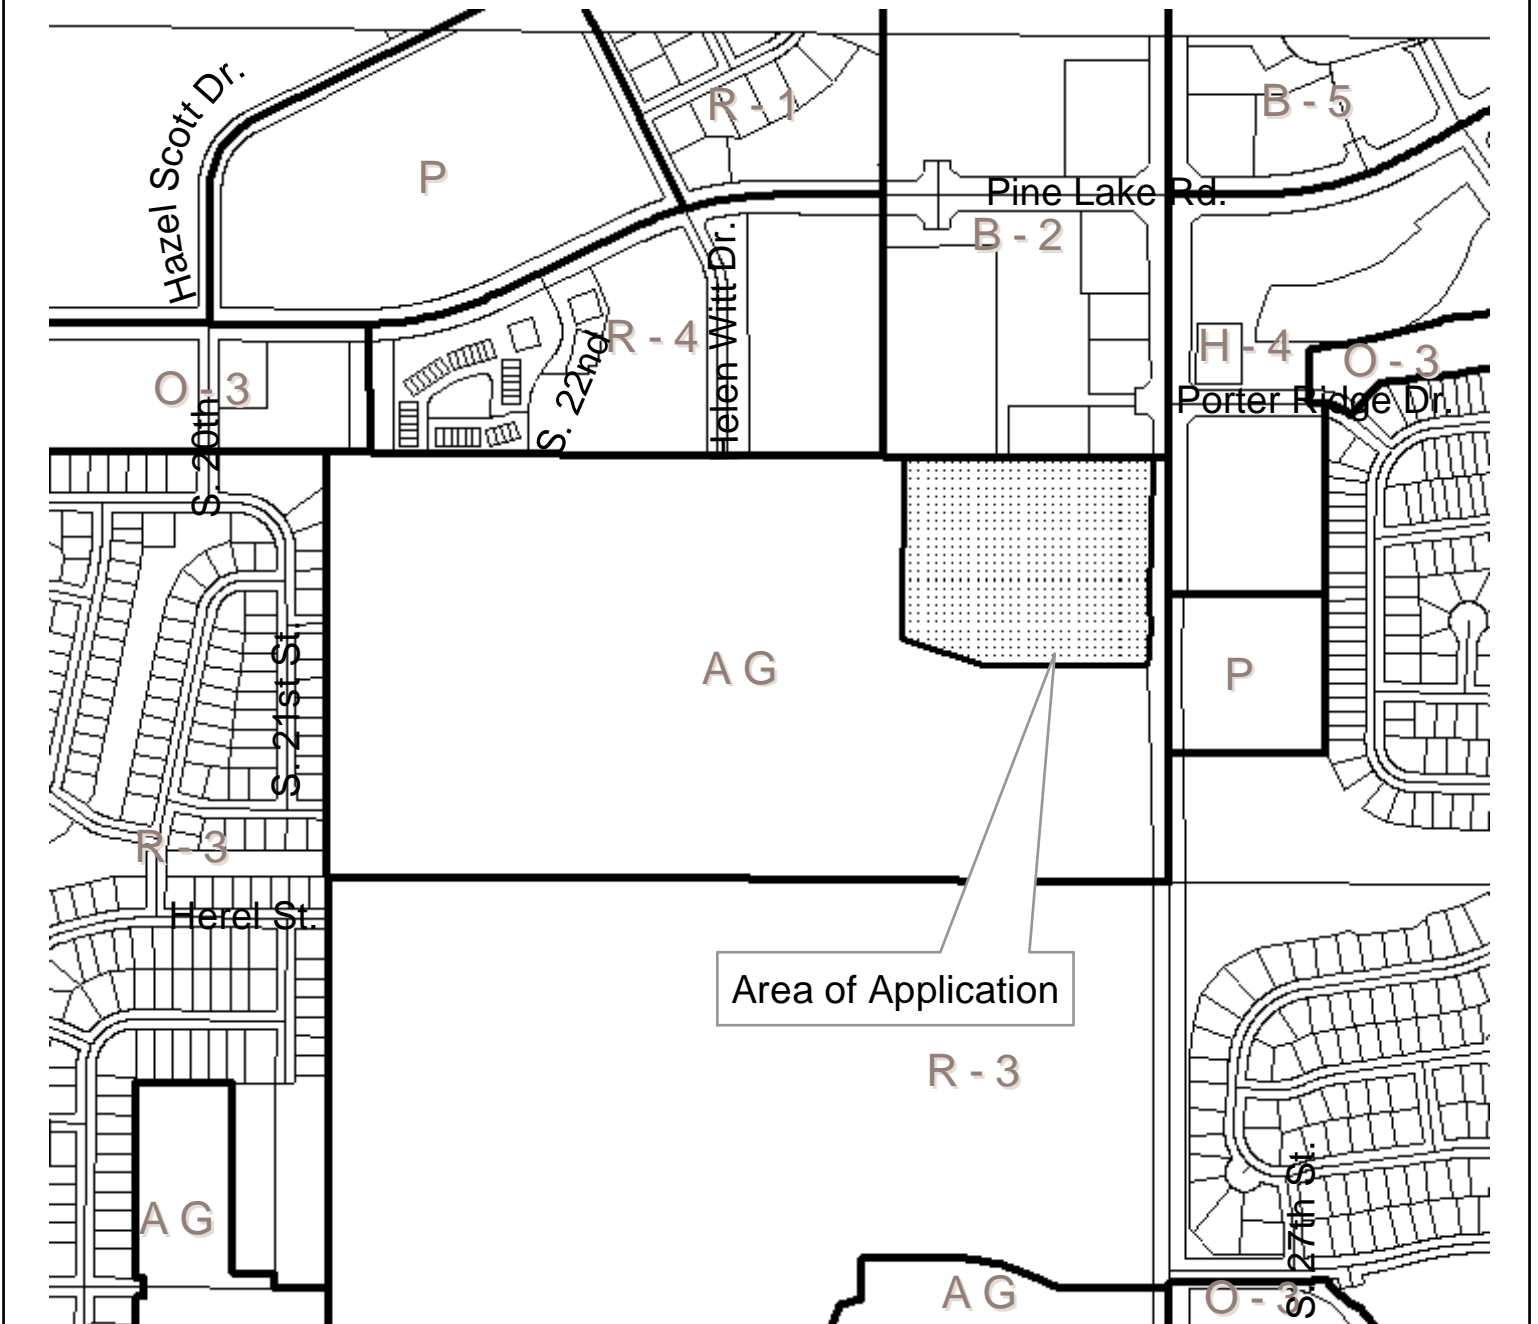 Hazel Scott Dr.
R - 1
B - 5
P
Pine Lake Rd.
B - 2
Helen Witt Dr.
R - 4
S. 22nd
H - 4
O - 3
O - 3
S. 20th
Porter Ridge Dr.
A G
P
S. 21st St.
R - 3
Herel St.
Area of Application
R - 3
A G
S. 27th St.
A G
O - 3